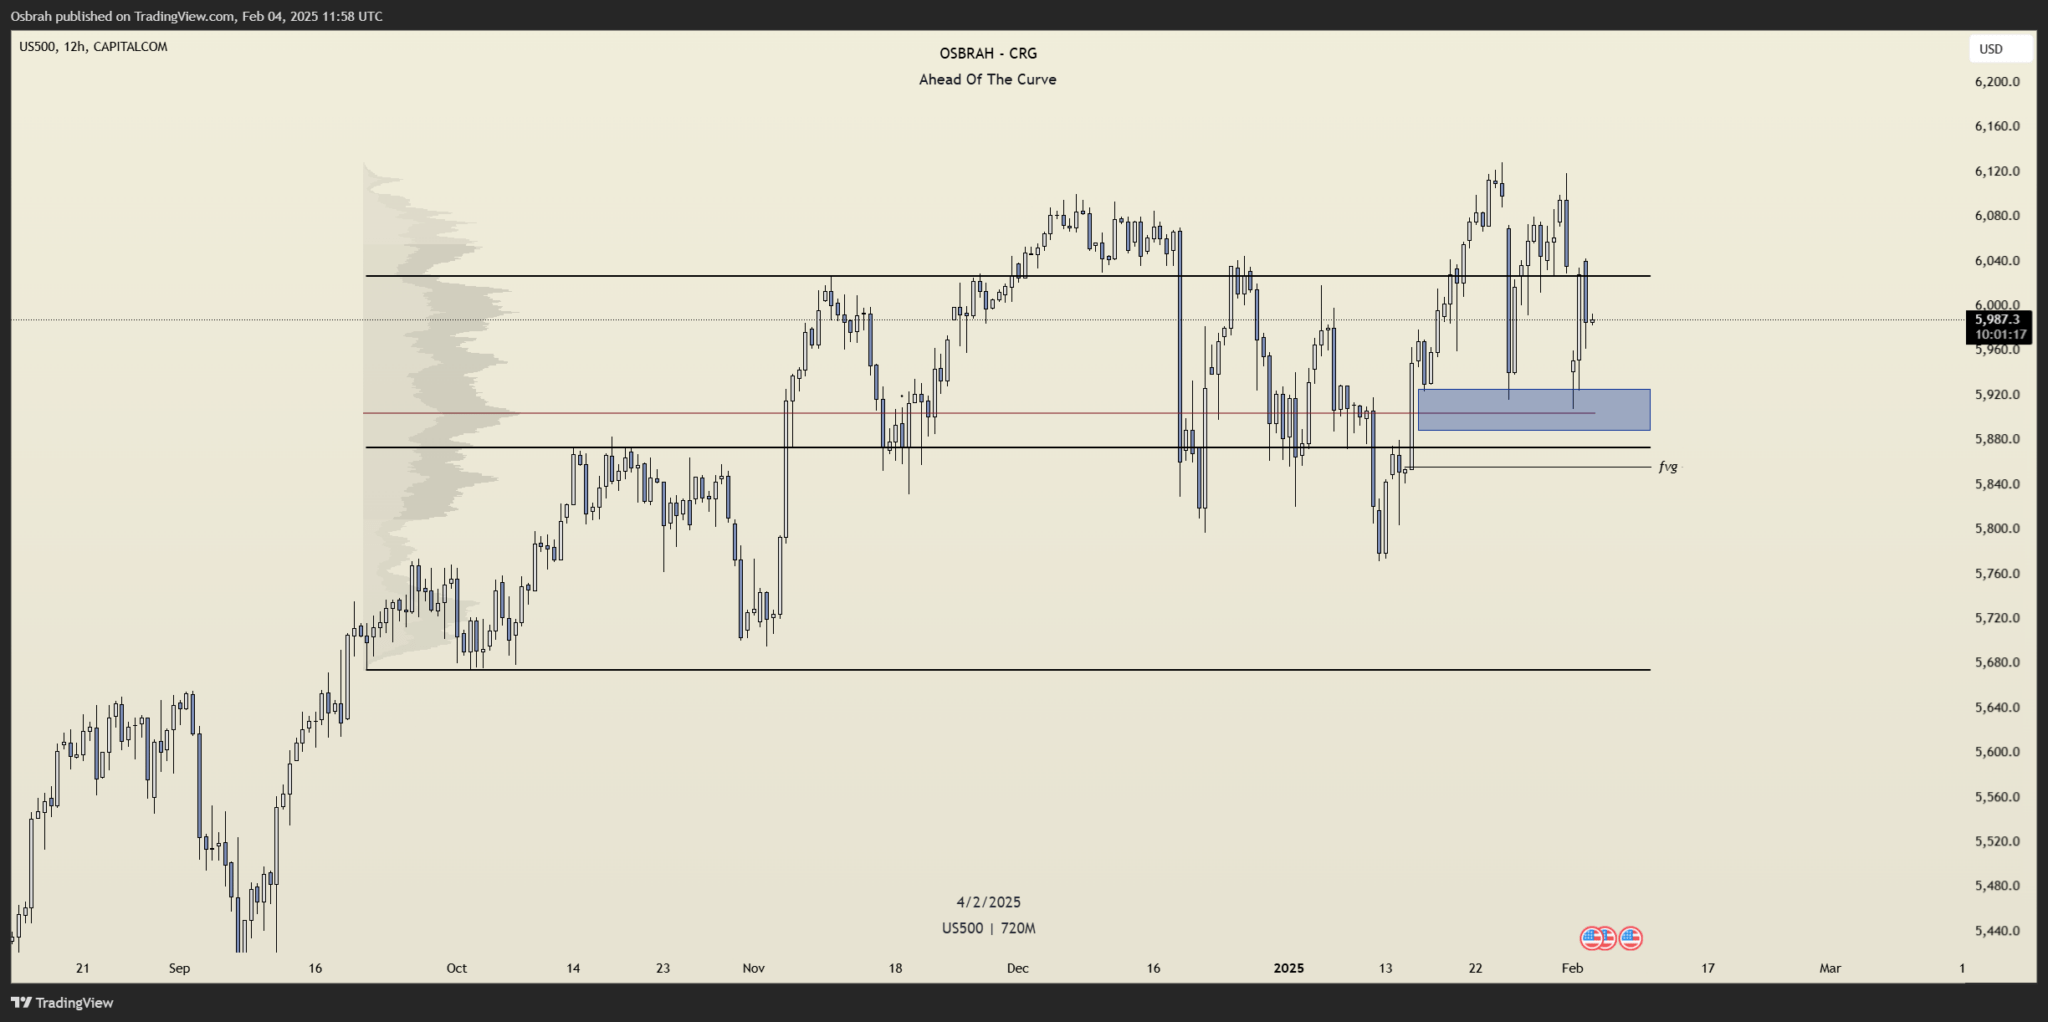 Osbrah published on TradingView.com, Feb 04, 2025 11:58 UTC
US500, 12h, CAPITALCOM
OSBRAH - CRG
Ahead Of The Curve
USD
6,200.0
6,160.0
6,120.0
6,080.0
6,040.0
6,000.0
5,987.3
10:01:17
5,960.0
5,920.0
5,880.0
fvg
5,840.0
5,800.0
5,760.0
5,720.0
5,680.0
5,640.0
5,600.0
5,560.0
5,520.0
5,480.0
5,440.0
4/2/2025
US500 | 720M
21 Sep 16 Oct 14 23 Nov 18 Dec 16 2025 13 22 Feb 17 Mar 1
TradingView